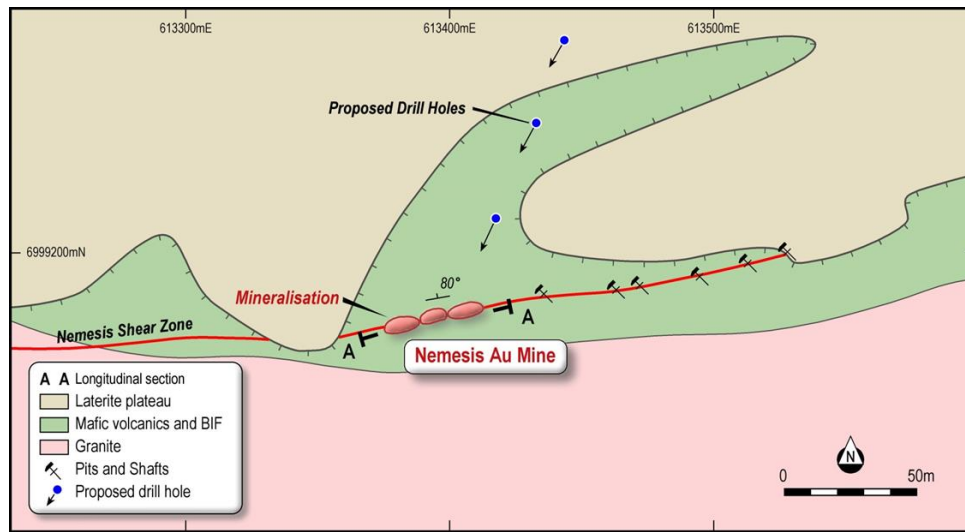 613300mE
613400mE
613500mE
Proposed Drill Holes
6999200mN
80°
Mineralisation
Nemesis Shear Zone
A
A
Nemesis Au Mine
A A Longitudinal section
Laterite plateau
Mafic volcanics and BIF
Granite
Pits and Shafts
Proposed drill hole
N
0
50m